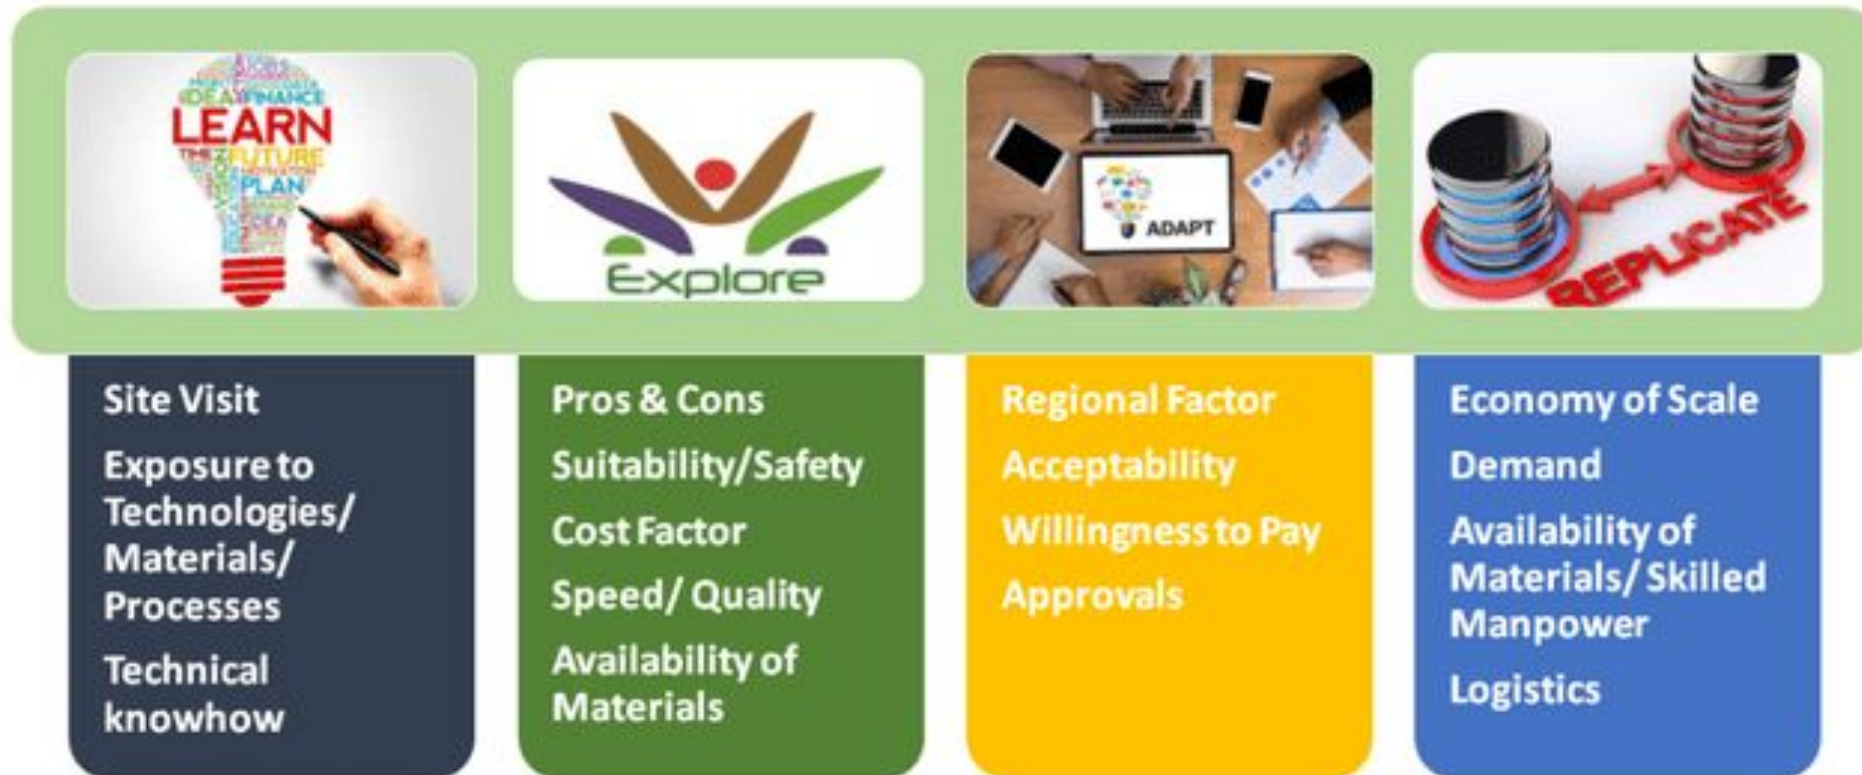 IDEA FINANCE
LEARN
TIME FUTURE
PLAN
IDEA
Explore
ADAPT
REPLICATE
Site Visit
Exposure to
Technologies/
Materials/
Processes
Technical
knowhow
Pros & Cons
Suitability/Safety
Cost Factor
Speed/ Quality
Availability of
Materials
Regional Factor
Acceptability
Willingness to Pay
Approvals
Economy of Scale
Demand
Availability of
Materials/ Skilled
Manpower
Logistics